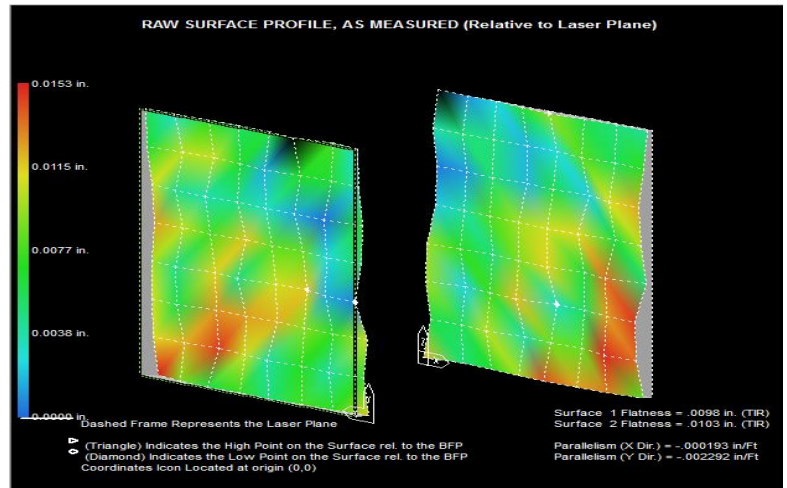 RAW SURFACE PROFILE, AS MEASURED (Relative to Laser Plane)
0.0153 in.
0.0115 in.
0.0077 in.
0.0038 in.
0.0000 in.
Dashed Frame Represents the Laser Plane
(Triangle) Indicates the High Point on the Surface rel. to the BFP
(Diamond) Indicates the Low Point on the Surface rel. to the BFP
Coordinates Icon Located at origin (0,0)
Surface 1 Flatness = .0098 in. (TIR)
Surface 2 Flatness = .0103 in. (TIR)
Parallelism (X Dir.) = -.000193 in/Ft
Parallelism (Y Dir.) = -.002292 in/Ft